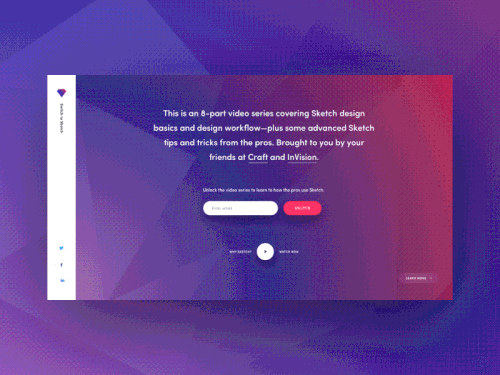 Switch to Sketch
This is an 8-part video series covering Sketch design
basics and design workflow—plus some advanced Sketch
tips and tricks from the pros. Brought to you by your
friends at Craft and InVision.
Unlock the video series to learn to how the pros use Sketch.
Enter email
UNLOCK IT
WHY SKETCH? WATCH NOW
LEARN MORE